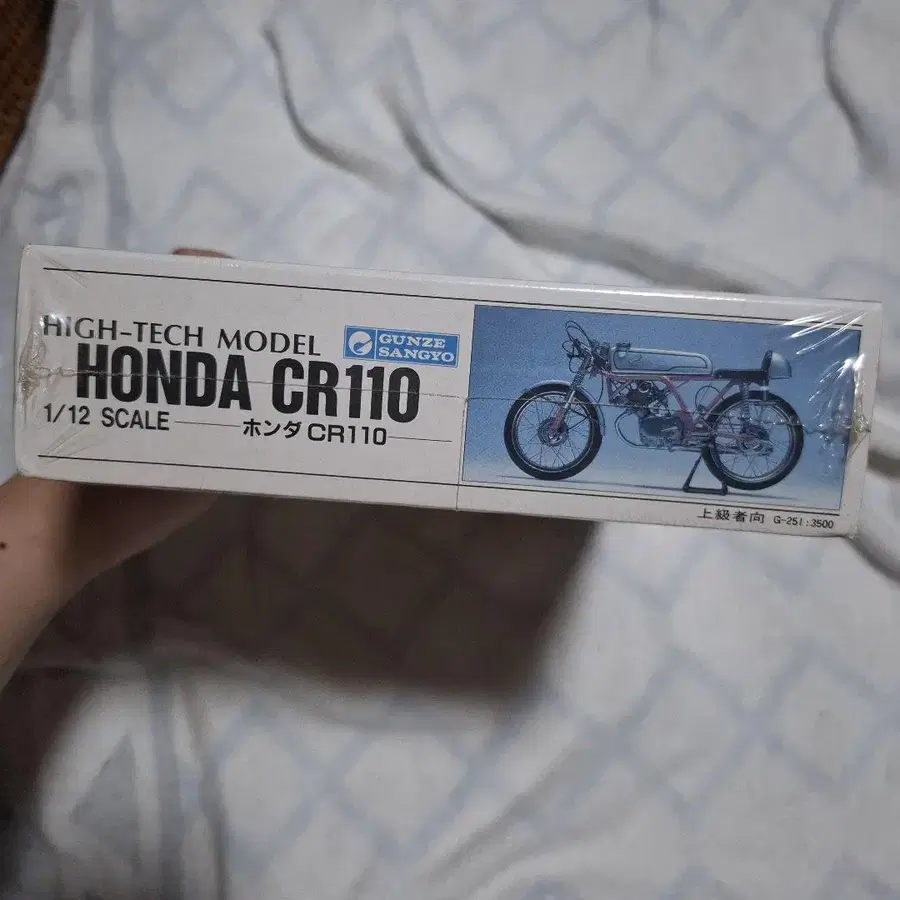 HIGH-TECH MODEL
GUNZE
SANGYO
HONDA CR110
1/12 SCALE
ホンダ CR110
上級者向 G-251:3500